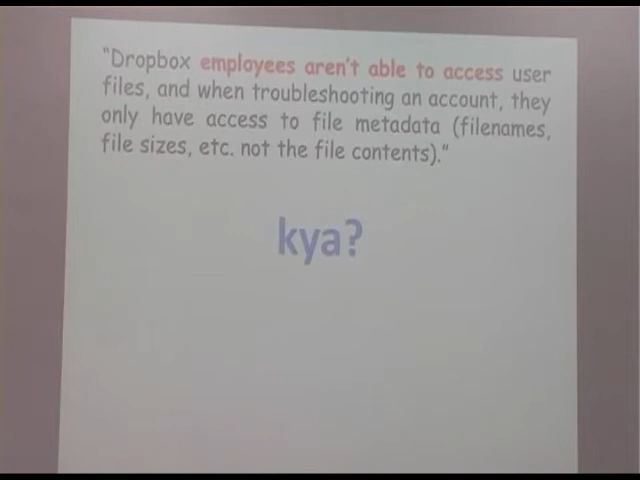 "Dropbox employees aren't able to access user
files, and when troubleshooting an account, they
only have access to file metadata (filenames,
file sizes, etc. not the file contents)."
kya?